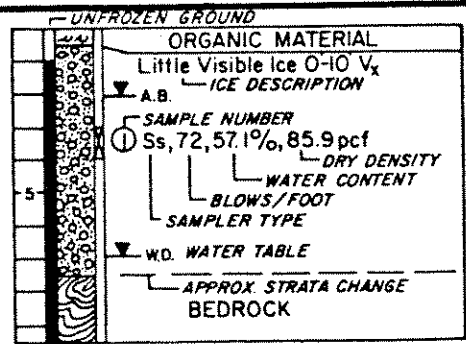 UNFROZEN GROUND
ORGANIC MATERIAL
Little Visible Ice 0-10' Vx
ICE DESCRIPTION
A.B.
SAMPLE NUMBER
1 Ss, 72, 57.1%, 85.9 pcf
DRY DENSITY
WATER CONTENT
5
BLOWS/FOOT
SAMPLER TYPE
W.D. WATER TABLE
APPROX. STRATA CHANGE
BEDROCK